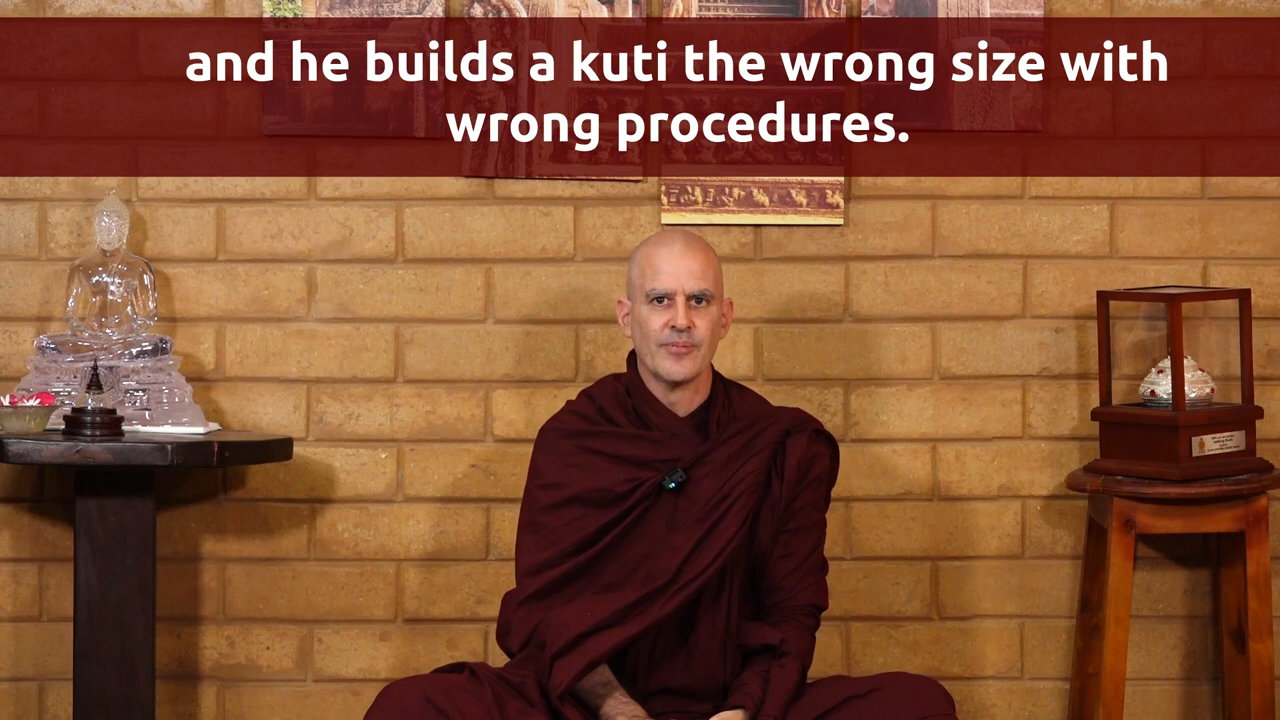 and he builds a kuti the wrong size with
wrong procedures.